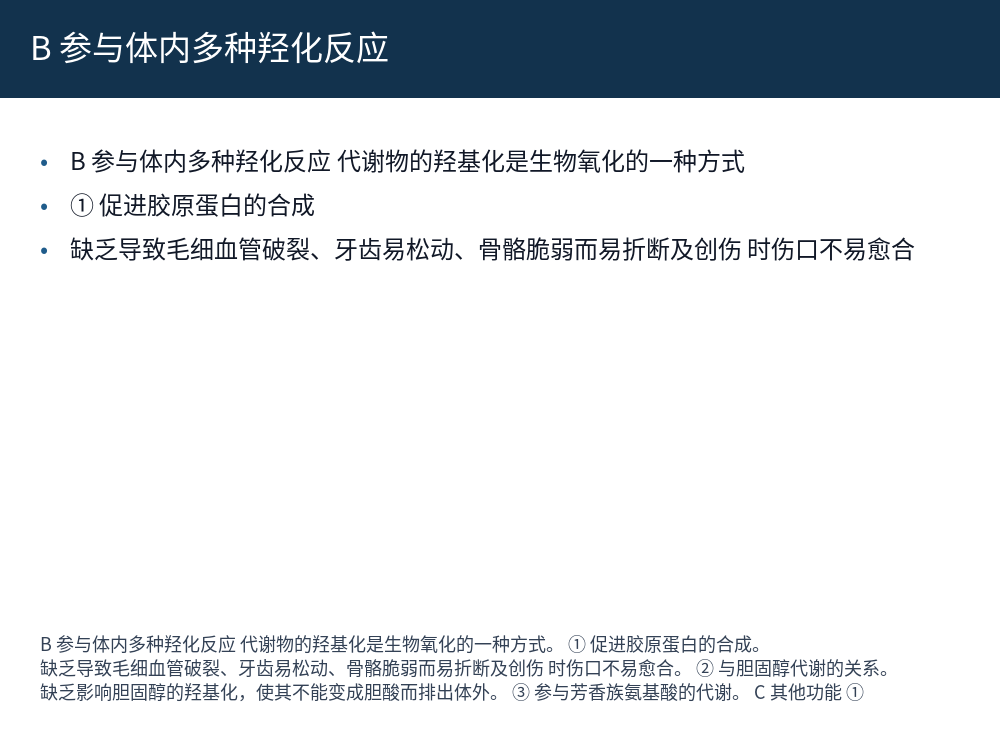 B 参与体内多种羟化反应
• B 参与体内多种羟化反应 代谢物的羟基化是生物氧化的一种方式
• ① 促进胶原蛋白的合成
• 缺乏导致毛细血管破裂、牙齿易松动、骨骼脆弱而易折断及创伤 时伤口不易愈合
B 参与体内多种羟化反应 代谢物的羟基化是生物氧化的一种方式。 ① 促进胶原蛋白的合成。
缺乏导致毛细血管破裂、牙齿易松动、骨骼脆弱而易折断及创伤 时伤口不易愈合。 ② 与胆固醇代谢的关系。
缺乏影响胆固醇的羟基化，使其不能变成胆酸而排出体外。 ③ 参与芳香族氨基酸的代谢。 C 其他功能 ①